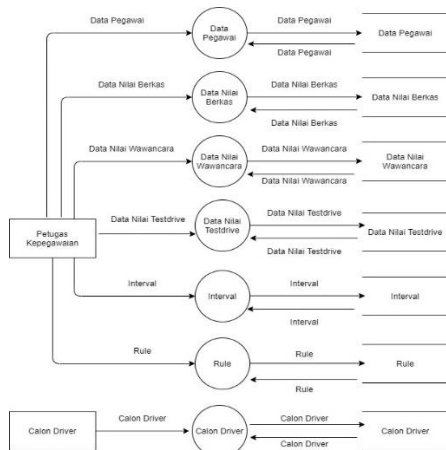 Data Pegawai
Data
Pegawai
Data Pegawai
Data Pegawai
Data Pegawai
Data Nilai Berkas
Data Nilai
Berkas
Data Nilai Berkas
Data Nilai Berkas
Data Nilai Berkas
Data Nilai Wawancara
Data Nilai
Wawancara
Data Nilai Wawancara
Data Nilai Wawancara
Data Nilai
Wawancara
Petugas
Kepegawaian
Data Nilai Testdrive
Data Nilai
Testdrive
Data Nilai Testdrive
Data Nilai Testdrive
Data Nilai Testdrive
Interval
Interval
Interval
Interval
Interval
Rule
Rule
Rule
Rule
Rule
Calon Driver
Calon Driver
Calon Driver
Calon Driver
Calon Driver
Calon Driver